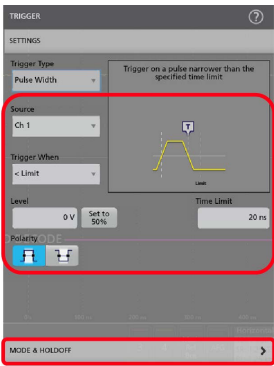 TRIGGER ?
SETTINGS
Trigger Type
Pulse Width
Trigger on a pulse narrower than the
specified time limit
Source
Ch 1
T
Trigger When
< Limit
Limit
Level
Time Limit
0 V
Set to
50%
20 ns
Polarity
MODE & HOLDOFF